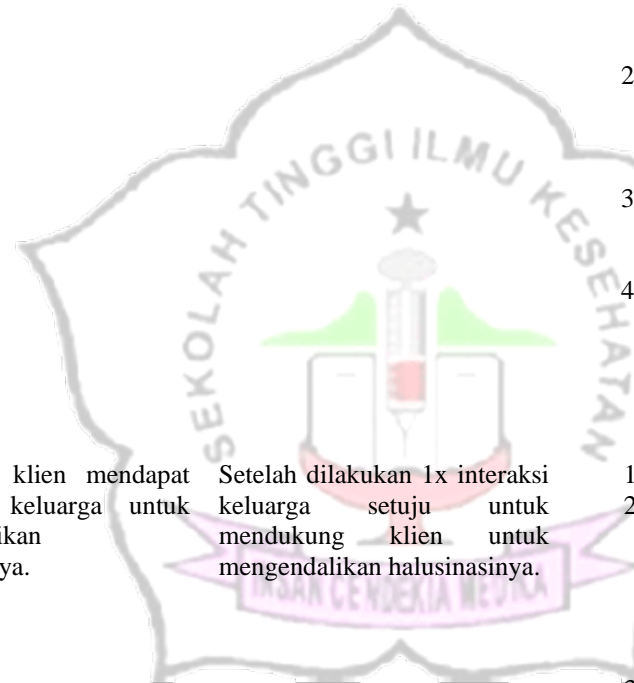 2
SEKOLAH TINGGI ILMU KESEHATAN
3
4
klien mendapat
keluarga untuk
ikan
ya.
Setelah dilakukan 1x interaksi
keluarga setuju untuk
mendukung klien untuk
mengendalikan halusinasinya.
1
2
INSAN CENDEKIA MEDIKA